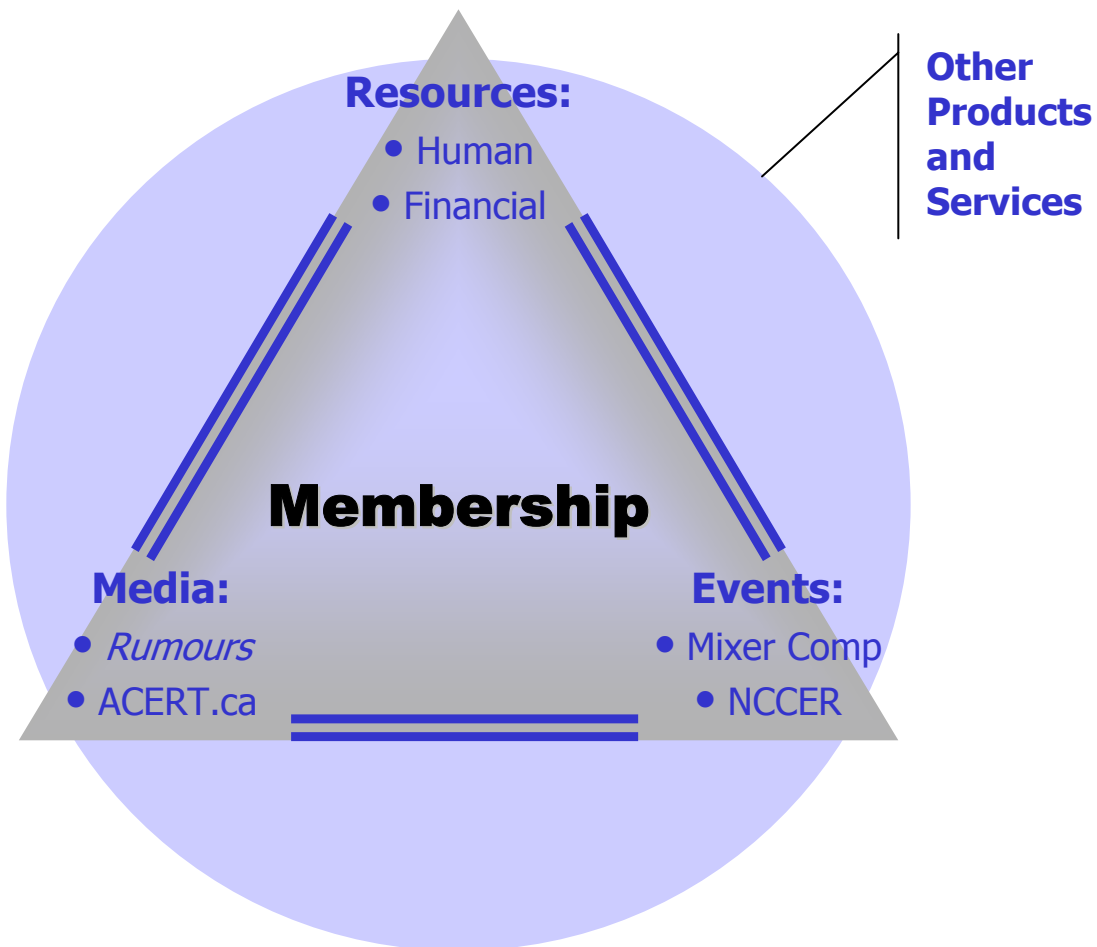 Resources:
• Human
• Financial
Other
Products
and
Services
Membership
Media:
• Rumours
• ACERT.ca
Events:
• Mixer Comp
• NCCER